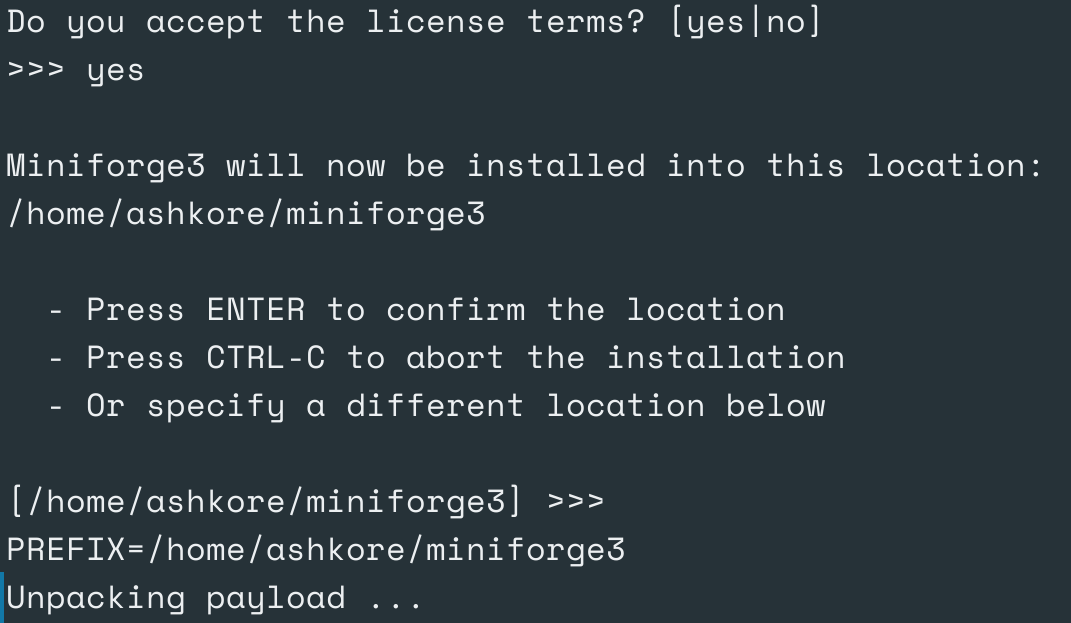 Do you accept the license terms? [yes|no]
>>> yes
Miniforge3 will now be installed into this location:
/home/ashkore/miniforge3
- Press ENTER to confirm the location
- Press CTRL-C to abort the installation
- Or specify a different location below
[/home/ashkore/miniforge3] >>>
PREFIX=/home/ashkore/miniforge3
Unpacking payload ...